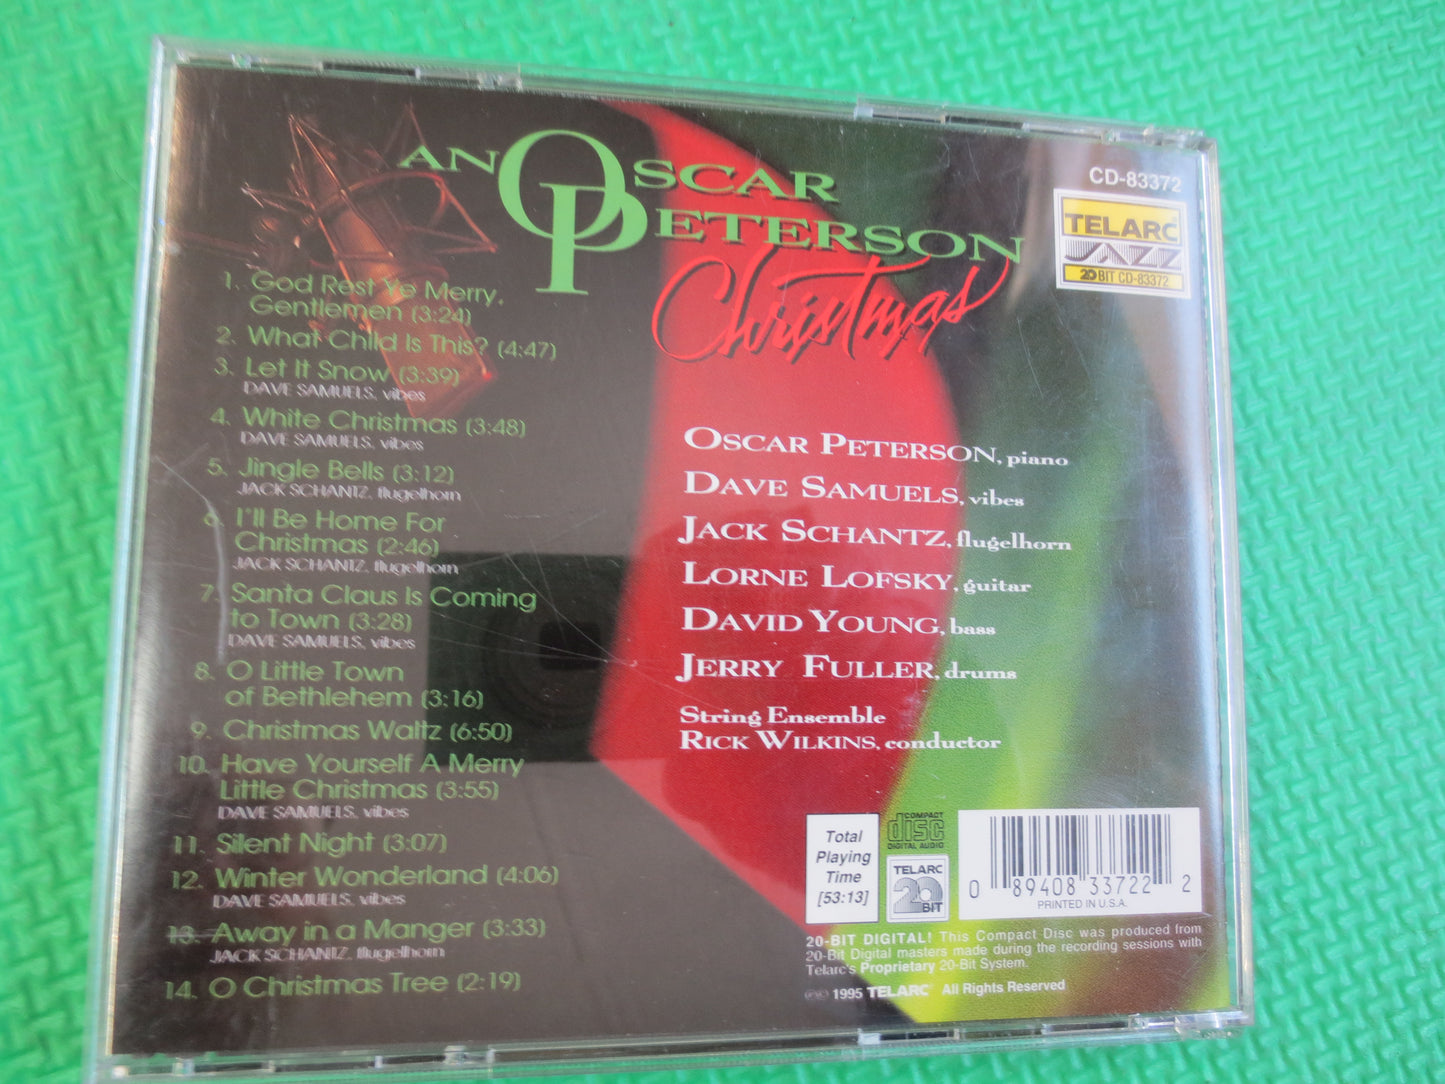 AN OSCAR
PETERSON
Christmas
CD-83372
TELARC
JAZZ
20 BIT CD-83372
1. God Rest Ye Merry,
Gentlemen (3:24)
2. What Child Is This? (4:47)
3. Let It Snow (3:39)
DAVE SAMUELS, vibes
4. White Christmas (3:48)
DAVE SAMUELS, vibes
5. Jingle Bells (3:12)
JACK SCHANTZ, flugelhorn
6. I'll Be Home For
Christmas (2:46)
JACK SCHANTZ, flugelhorn
7. Santa Claus Is Coming
to Town (3:28)
DAVE SAMUELS, vibes
8. O Little Town
of Bethlehem (3:16)
9. Christmas Waltz (6:50)
10. Have Yourself A Merry
Little Christmas (3:55)
DAVE SAMUELS, vibes
11. Silent Night (3:07)
12. Winter Wonderland (4:06)
DAVE SAMUELS, vibes
13. Away in a Manger (3:33)
JACK SCHANTZ, flugelhorn
14. O Christmas Tree (2:19)
OSCAR PETERSON, piano
DAVE SAMUELS, vibes
JACK SCHANTZ, flugelhorn
LORNE LOFSKY, guitar
DAVID YOUNG, bass
JERRY FULLER, drums
String Ensemble
RICK WILKINS, conductor
Total
Playing
Time
[53:13]
COMPACT
disc
DIGITAL AUDIO
TELARC
20
BIT
0 89408 33722 2
PRINTED IN U.S.A.
20-BIT DIGITAL! This Compact Disc was produced from
20-Bit Digital masters made during the recording sessions with
Telarc's Proprietary 20-Bit System.
℗© 1995 TELARC® All Rights Reserved